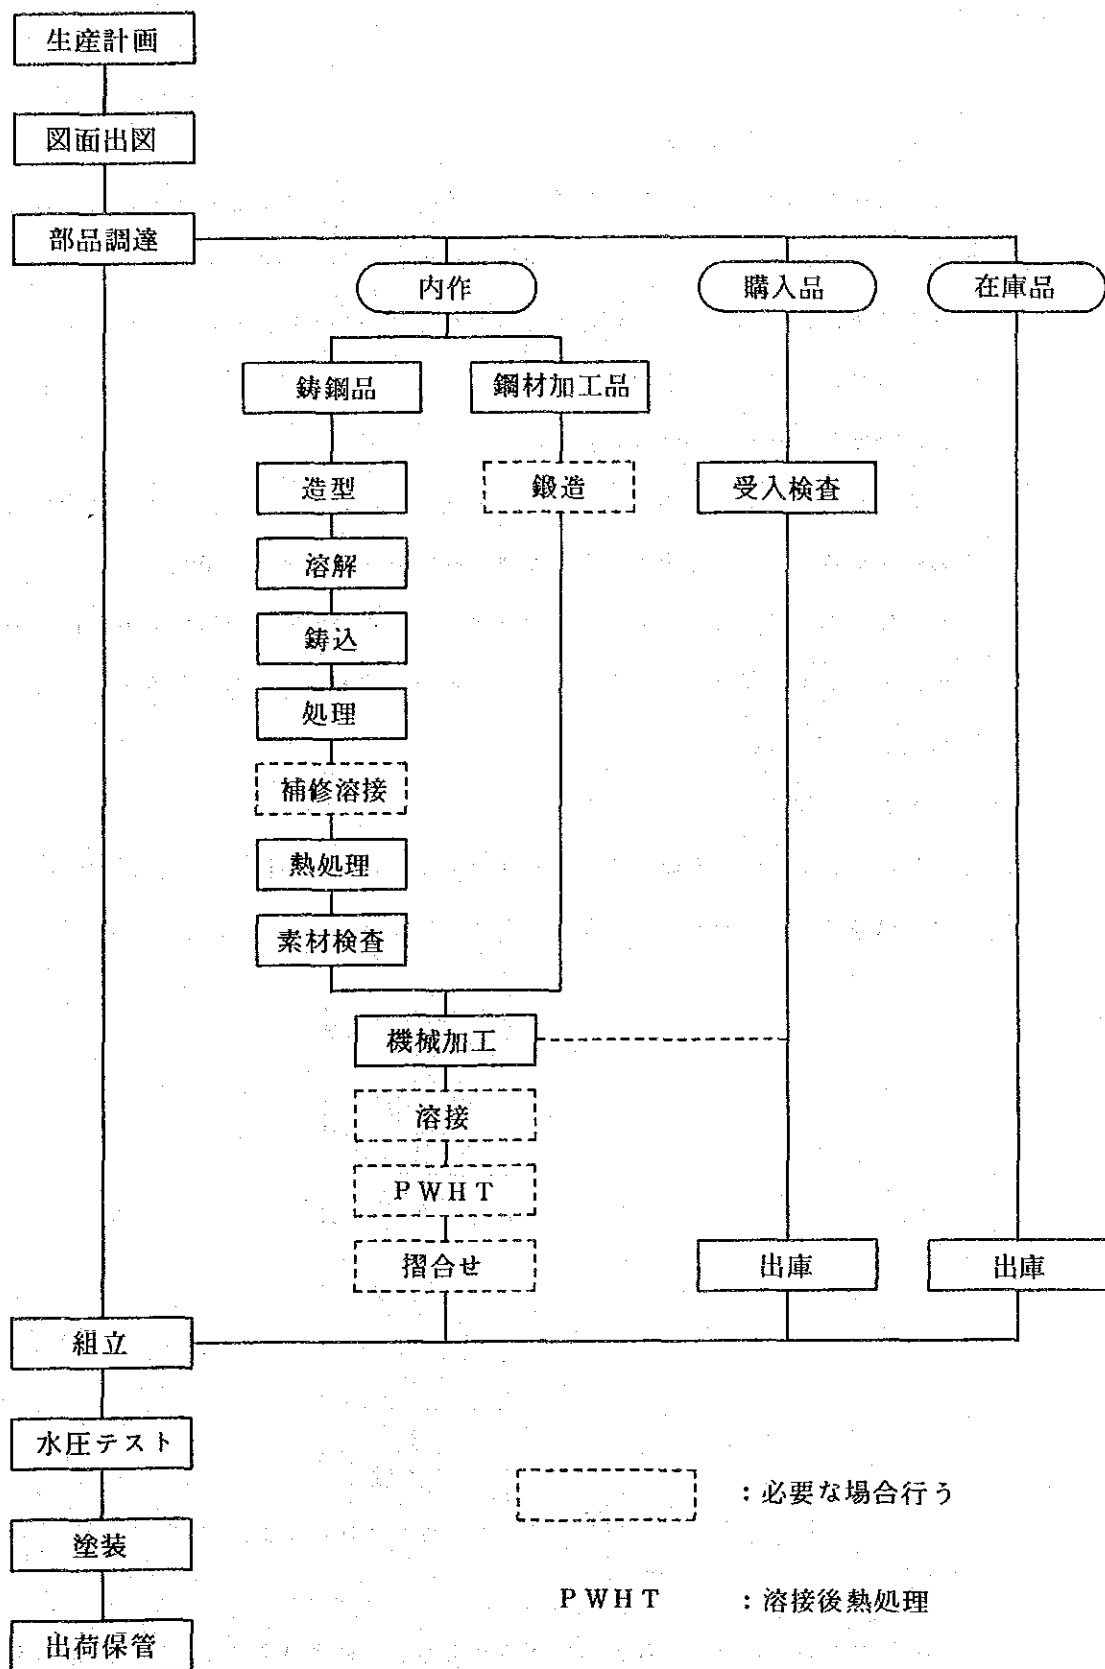 生産計画
図面出図
部品調達
内作
購入品
在庫品
鋳鋼品
鋼材加工品
造型
鍛造
受入検査
溶解
鋳込
処理
補修溶接
熱処理
素材検査
機械加工
溶接
PWHT
摺合せ
出庫
出庫
組立
水圧テスト
:必要な場合行う
塗装
PWHT :溶接後熱処理
出荷保管